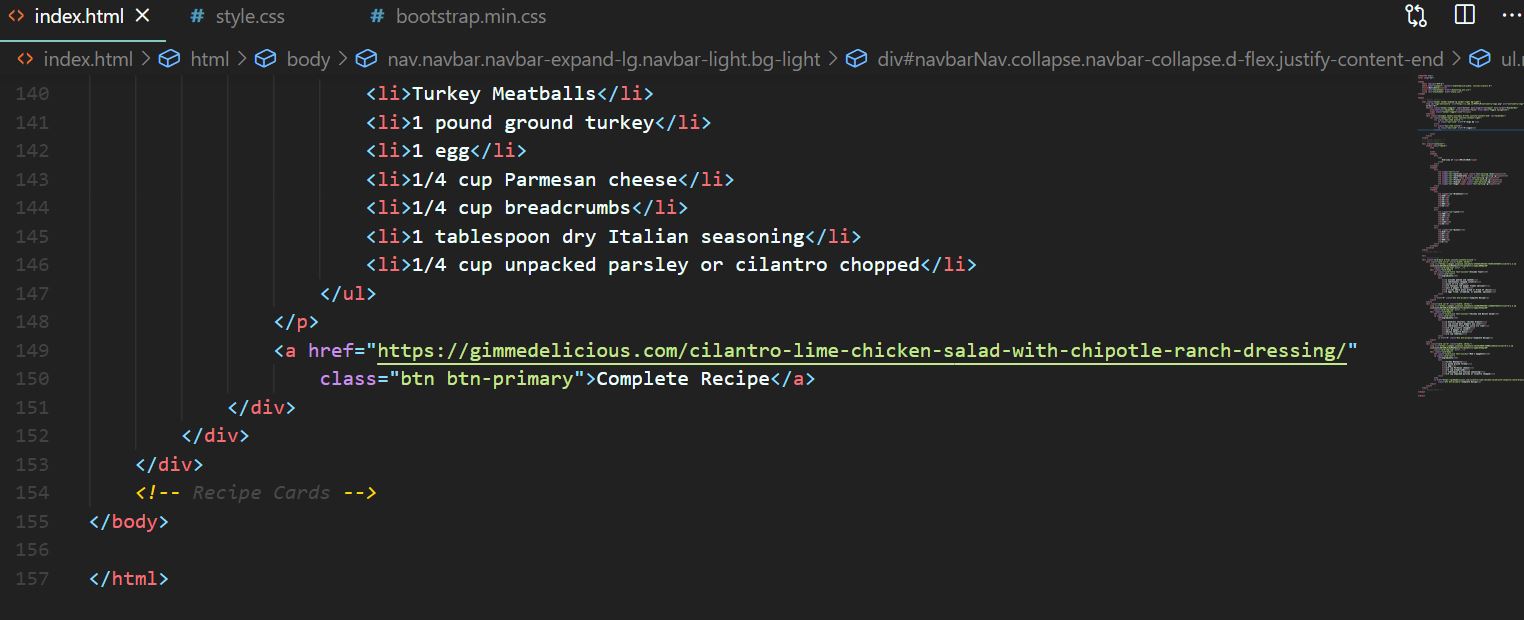 index.html
style.css
bootstrap.min.css
index.html > html > body > nav.navbar.navbar-expand-lg.navbar-light.bg-light > div#navbarNav.collapse.navbar-collapse.d-flex.justify-content-end >
140 <li>Turkey Meatballs</li>
141 <li>1 pound ground turkey</li>
142 <li>1 egg</li>
143 <li>1/4 cup Parmesan cheese</li>
144 <li>1/4 cup breadcrumbs</li>
145 <li>1 tablespoon dry Italian seasoning</li>
146 <li>1/4 cup unpacked parsley or cilantro chopped</li>
147 </ul>
148 </p>
149 <a href="https://gimmedelicious.com/cilantro-lime-chicken-salad-with-chipotle-ranch-dressing/"
150 class="btn btn-primary">Complete Recipe</a>
151 </div>
152 </div>
153 </div>
154 <!-- Recipe Cards -->
155 </body>
156
157 </html>